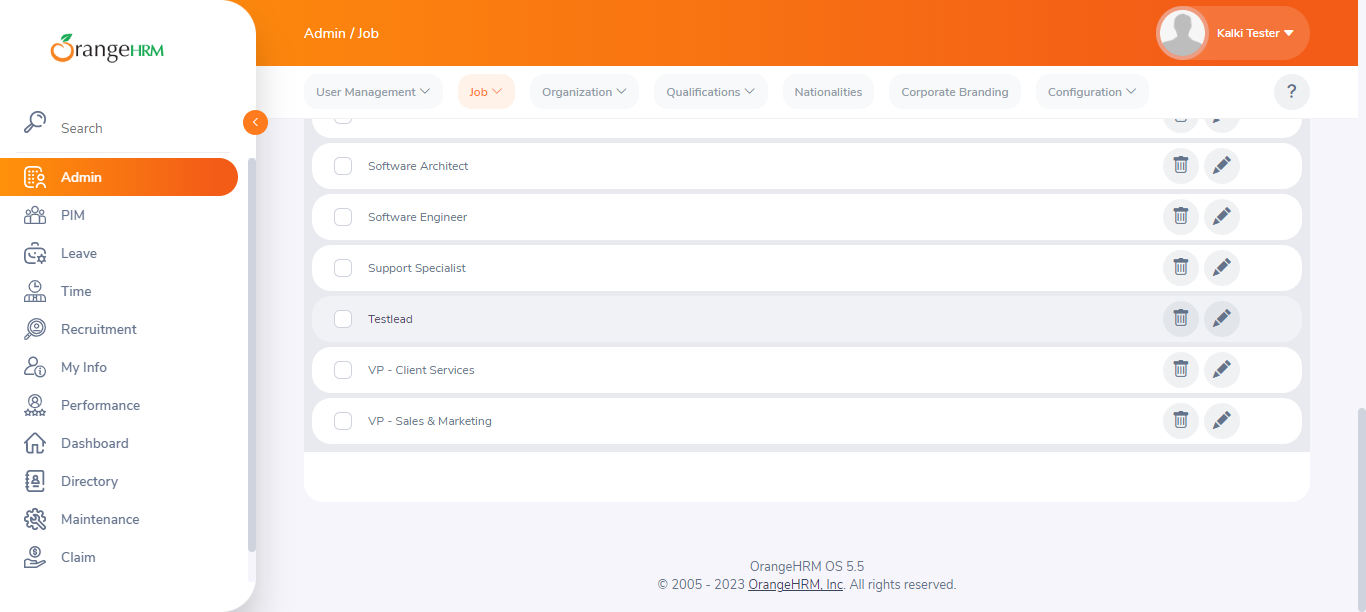 OrangeHRM
Admin / Job
Kalki Tester
User Management
Job
Organization
Qualifications
Nationalities
Corporate Branding
Configuration
?
Search
Admin
PIM
Leave
Time
Recruitment
My Info
Performance
Dashboard
Directory
Maintenance
Claim
Software Architect
Software Engineer
Support Specialist
Testlead
VP - Client Services
VP - Sales & Marketing
OrangeHRM OS 5.5
© 2005 - 2023 OrangeHRM, Inc. All rights reserved.